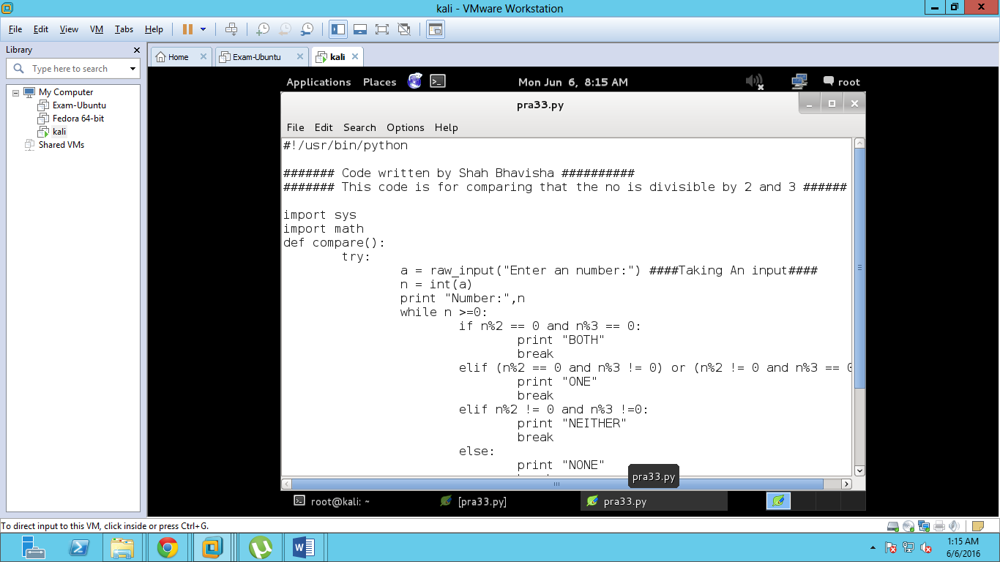 kali - VMware Workstation
File Edit View VM Tabs Help
Library
Type here to search
My Computer
Exam-Ubuntu
Fedora 64-bit
kali
Shared VMs
Home Exam-Ubuntu kali
Applications Places Mon Jun 6, 8:15 AM root
pra33.py
File Edit Search Options Help
#!/usr/bin/python
####### Code written by Shah Bhavisha ##########
####### This code is for comparing that the no is divisible by 2 and 3 ######
import sys
import math
def compare():
try:
a = raw_input("Enter an number:") ####Taking An input####
n = int(a)
print "Number:",n
while n >=0:
if n%2 == 0 and n%3 == 0:
print "BOTH"
break
elif (n%2 == 0 and n%3 != 0) or (n%2 != 0 and n%3 == 0
print "ONE"
break
elif n%2 != 0 and n%3 !=0:
print "NEITHER"
break
else:
print "NONE"
pra33.py
root@kali: ~ [pra33.py] pra33.py
To direct input to this VM, click inside or press Ctrl+G.
1:15 AM
6/6/2016